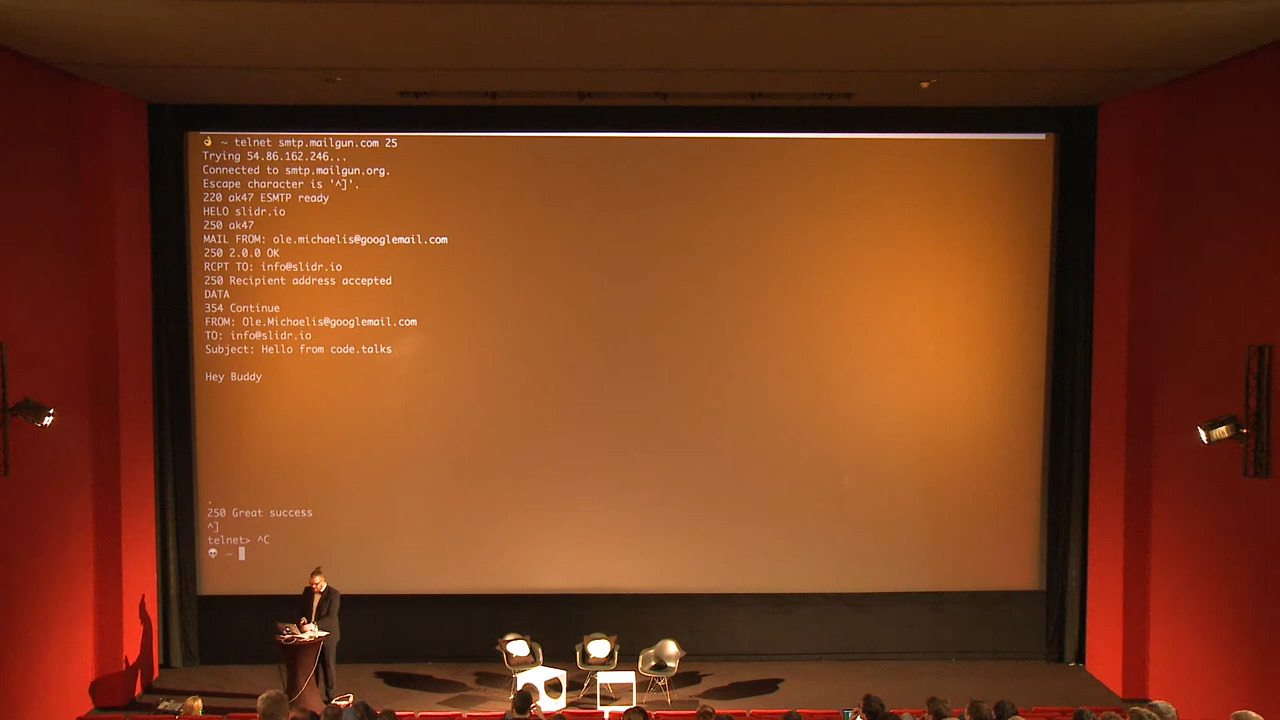 ~ telnet smtp.mailgun.com 25
Trying 54.86.162.246...
Connected to smtp.mailgun.org.
Escape character is '^]'.
220 ak47 ESMTP ready
HELO slidr.io
250 ak47
MAIL FROM: ole.michaelis@googlemail.com
250 2.0.0 OK
RCPT TO: info@slidr.io
250 Recipient address accepted
DATA
354 Continue
FROM: Ole.Michaelis@googlemail.com
TO: info@slidr.io
Subject: Hello from code.talks
Hey Buddy
.
250 Great success
^]
telnet> ^C
~